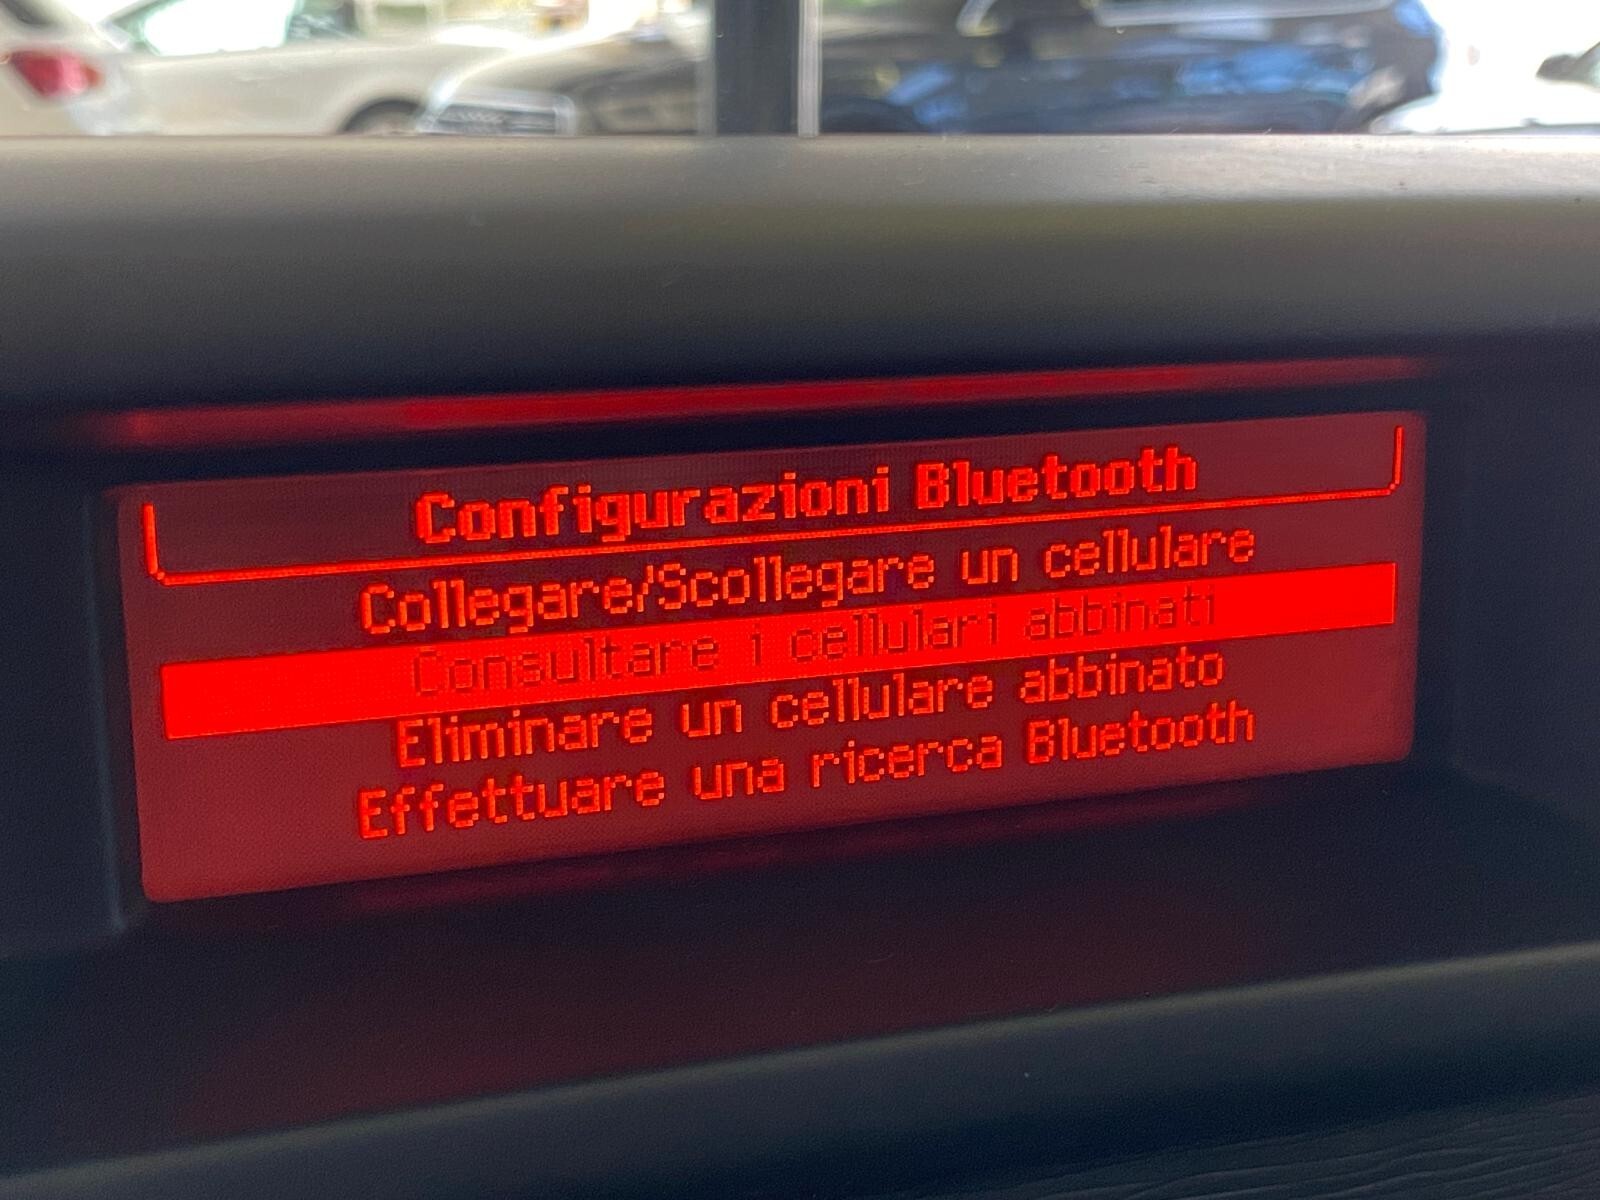 Configurazioni Bluetooth
Collegare/Scollegare un cellulare
Consultare i cellulari abbinati
Eliminare un cellulare abbinato
Effettuare una ricerca Bluetooth